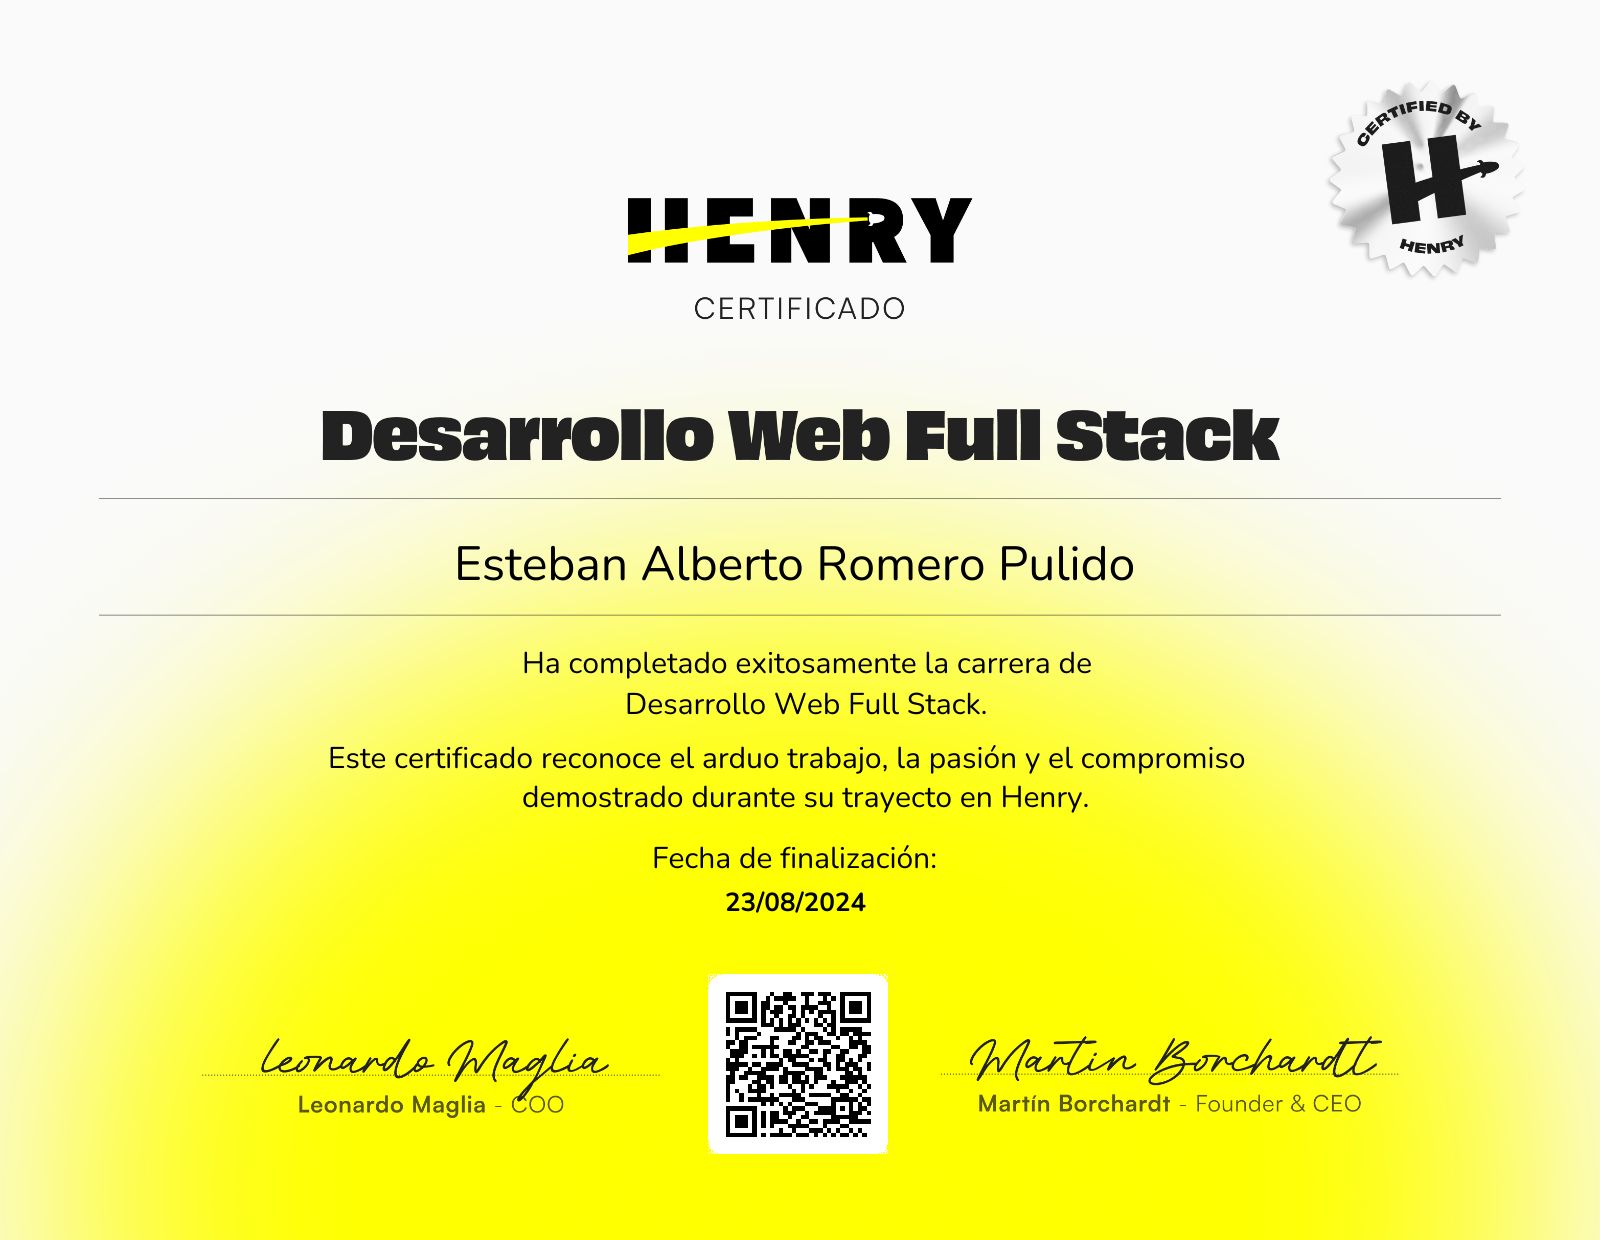 CERTIFIED BY
H
HENRY
HENRY
CERTIFICADO
Desarrollo Web Full Stack
Esteban Alberto Romero Pulido
Ha completado exitosamente la carrera de
Desarrollo Web Full Stack.
Este certificado reconoce el arduo trabajo, la pasión y el compromiso
demostrado durante su trayecto en Henry.
Fecha de finalización:
23/08/2024
Leonardo Maglia
Leonardo Maglia - COO
Martin Borchardt
Martín Borchardt - Founder & CEO